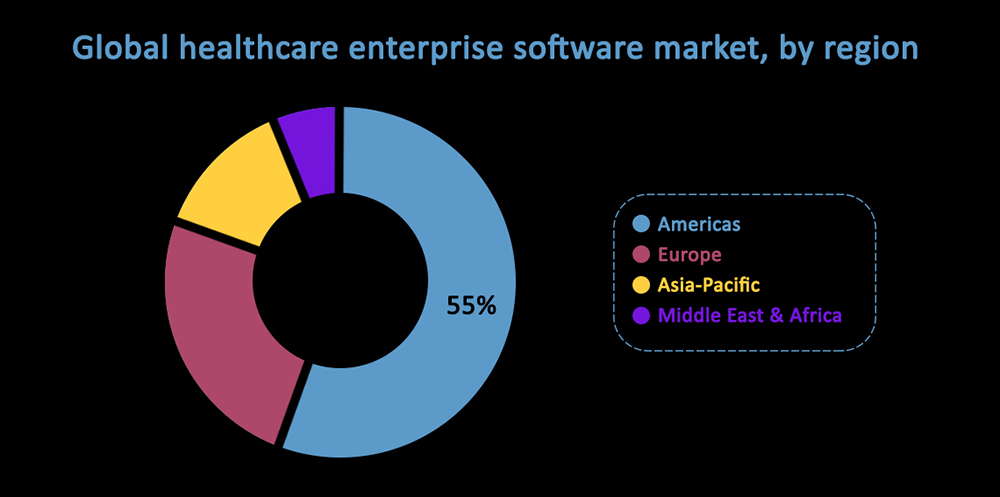 Global healthcare enterprise software market, by region
55%
Americas
Europe
Asia-Pacific
Middle East & Africa